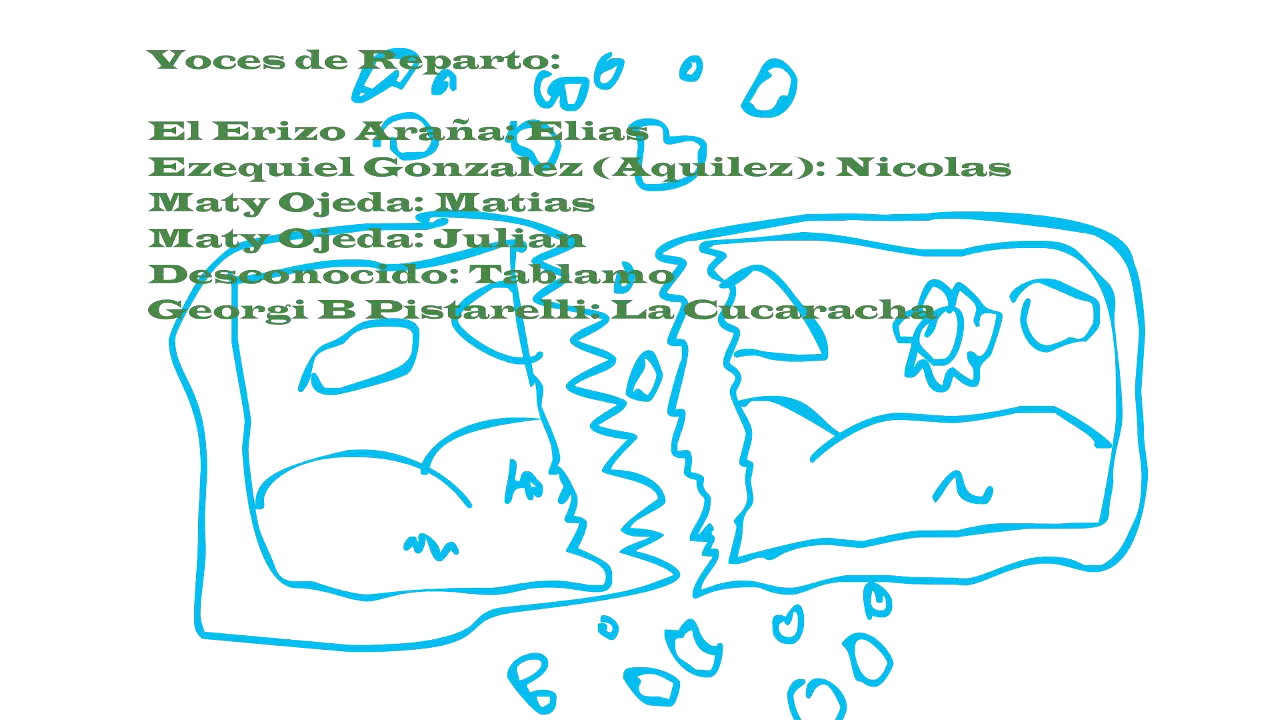 Voces de Reparto:
El Erizo Araña: Elias
Ezequiel Gonzalez (Aquilez): Nicolas
Maty Ojeda: Matias
Maty Ojeda: Julian
Desconocido: Tablamo
Georgi B Pistarelli: La Cucaracha